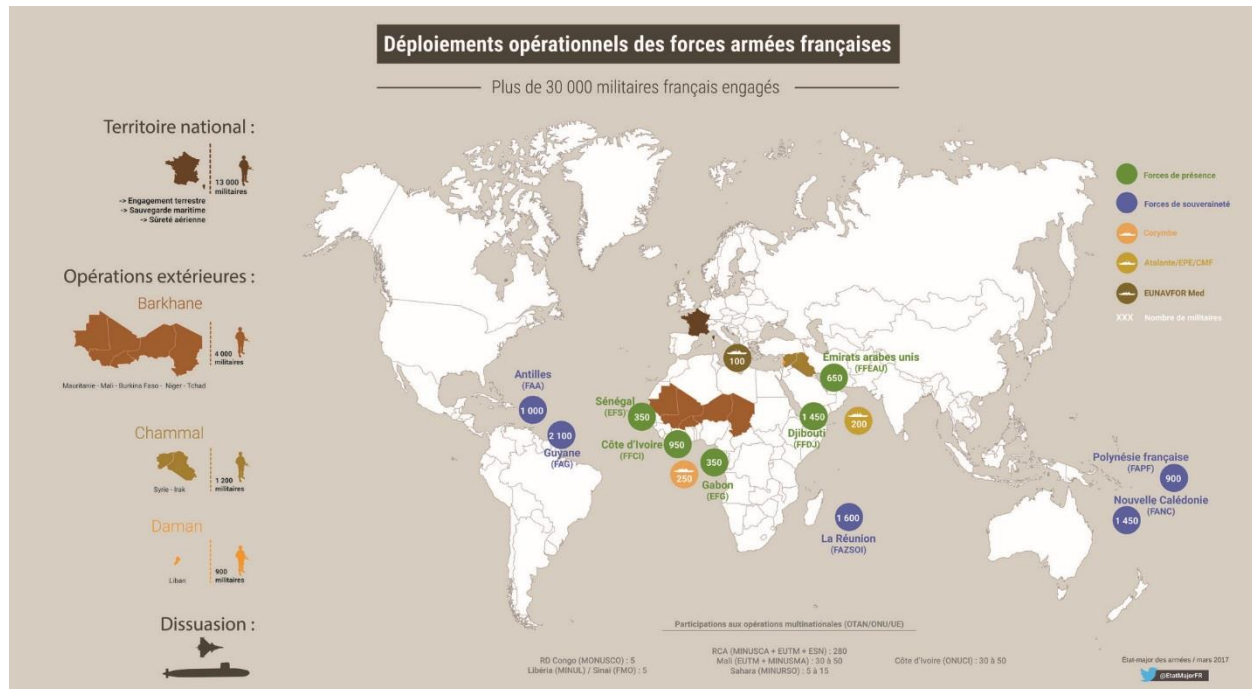 Déploiements opérationnels des forces armées françaises
Plus de 30 000 militaires français engagés
Territoire national :
13 000
militaires
-> Engagement terrestre
-> Sauvegarde maritime
-> Sûreté aérienne
Opérations extérieures :
Barkhane
4 000
militaires
Mauritanie - Mali - Burkina Faso - Niger - Tchad
Chammal
1 200
militaires
Syrie - Irak
Daman
900
militaires
Liban
Dissuasion :
Forces de présence
Forces de souveraineté
Corymbe
Atalante/EPE/CMF
EUNAVFOR Med
XXX Nombre de militaires
100
Émirats arabes unis
(FFEAU)
650
Antilles
(FAA)
1 000
2 100
Guyane
(FAG)
Sénégal
(EFS)
350
Côte d'Ivoire
(FFCI)
950
250
350
Gabon
(EFG)
1 450
Djibouti
(FFDJ)
200
1 600
La Réunion
(FAZSOI)
Polynésie française
(FAPF)
900
Nouvelle Calédonie
(FANC)
1 450
Participations aux opérations multinationales (OTAN/ONU/UE)
RD Congo (MONUSCO) : 5
Libéria (MINUL) / Sinaï (FMO) : 5
RCA (MINUSCA + EUTM + ESN) : 280
Mali (EUTM + MINUSMA) : 30 à 50
Sahara (MINURSO) : 5 à 15
Côte d'Ivoire (ONUCI) : 30 à 50
État-major des armées / mars 2017
@EtatMajorFR